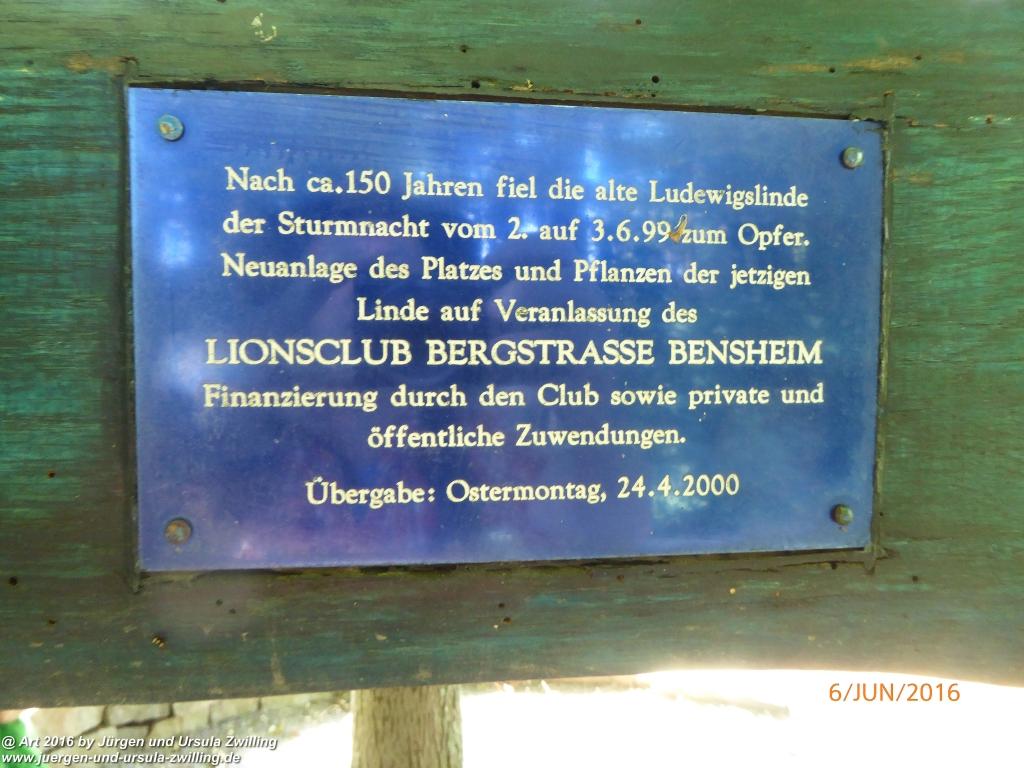 Nach ca.150 Jahren fiel die alte Ludewigslinde
der Sturmnacht vom 2. auf 3.6.99 zum Opfer.
Neuanlage des Platzes und Pflanzen der jetzigen
Linde auf Veranlassung des
LIONSCLUB BERGSTRASSE BENSHEIM
Finanzierung durch den Club sowie private und
öffentliche Zuwendungen.
Übergabe: Ostermontag, 24.4.2000
6/JUN/2016
@ Art 2016 by Jürgen und Ursula Zwilling
www.juergen-und-ursula-zwilling.de